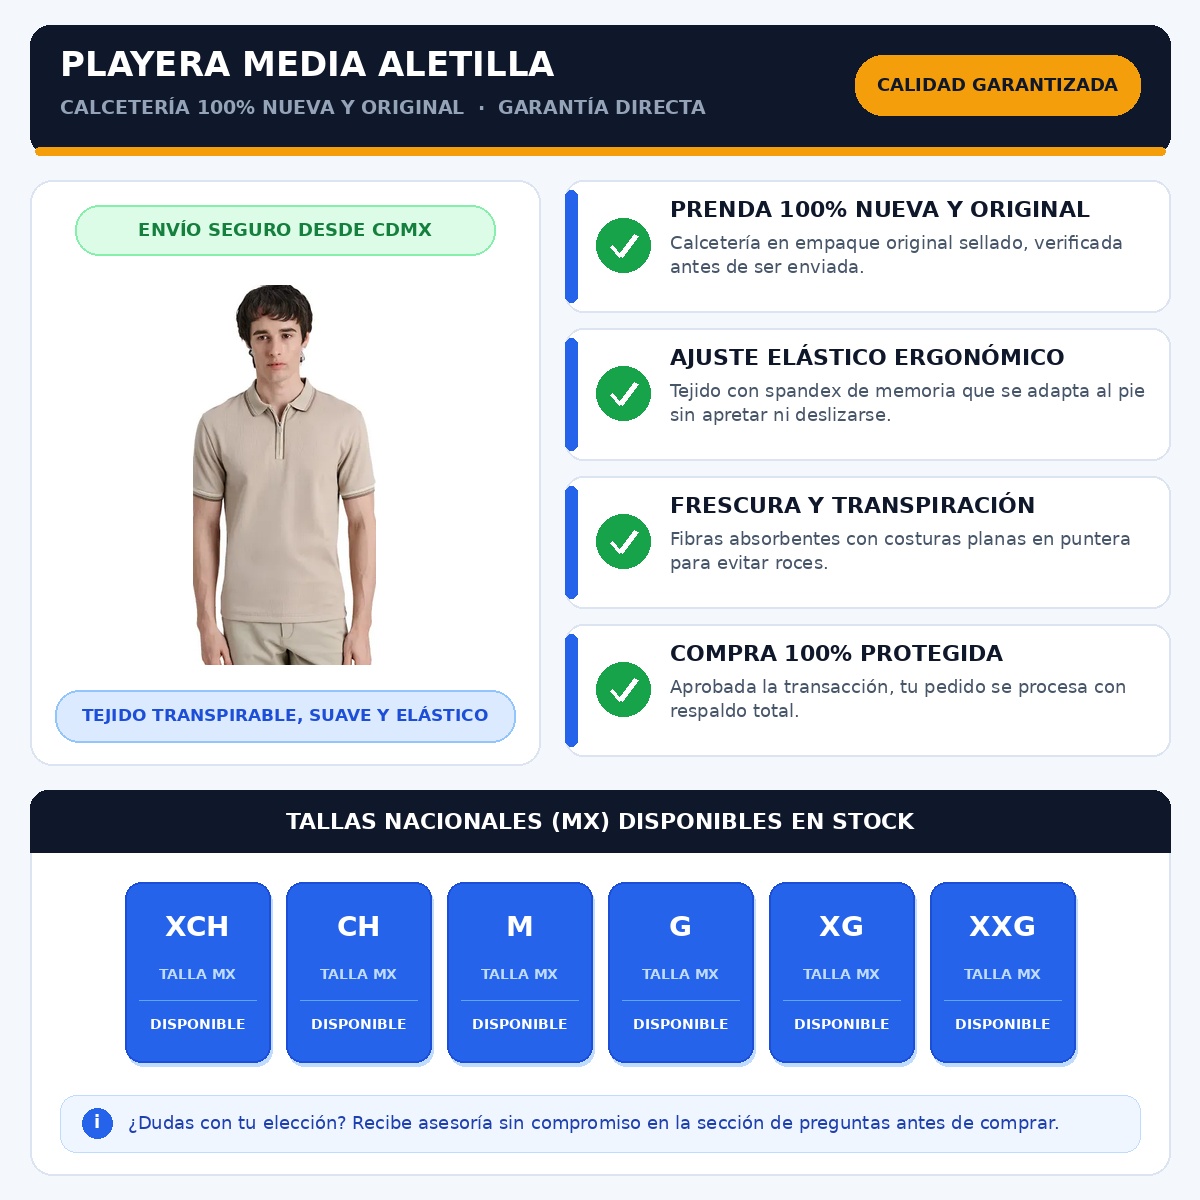 PLAYERA MEDIA ALETILLA
CALCETERÍA 100% NUEVA Y ORIGINAL · GARANTÍA DIRECTA
CALIDAD GARANTIZADA
ENVÍO SEGURO DESDE CDMX
TEJIDO TRANSPIRABLE, SUAVE Y ELÁSTICO
PRENDA 100% NUEVA Y ORIGINAL
Calcetería en empaque original sellado, verificada
antes de ser enviada.
AJUSTE ELÁSTICO ERGONÓMICO
Tejido con spandex de memoria que se adapta al pie
sin apretar ni deslizarse.
FRESCURA Y TRANSPIRACIÓN
Fibras absorbentes con costuras planas en puntera
para evitar roces.
COMPRA 100% PROTEGIDA
Aprobada la transacción, tu pedido se procesa con
respaldo total.
TALLAS NACIONALES (MX) DISPONIBLES EN STOCK
XCH
TALLA MX
DISPONIBLE
CH
TALLA MX
DISPONIBLE
M
TALLA MX
DISPONIBLE
G
TALLA MX
DISPONIBLE
XG
TALLA MX
DISPONIBLE
XXG
TALLA MX
DISPONIBLE
i
¿Dudas con tu elección? Recibe asesoría sin compromiso en la sección de preguntas antes de comprar.